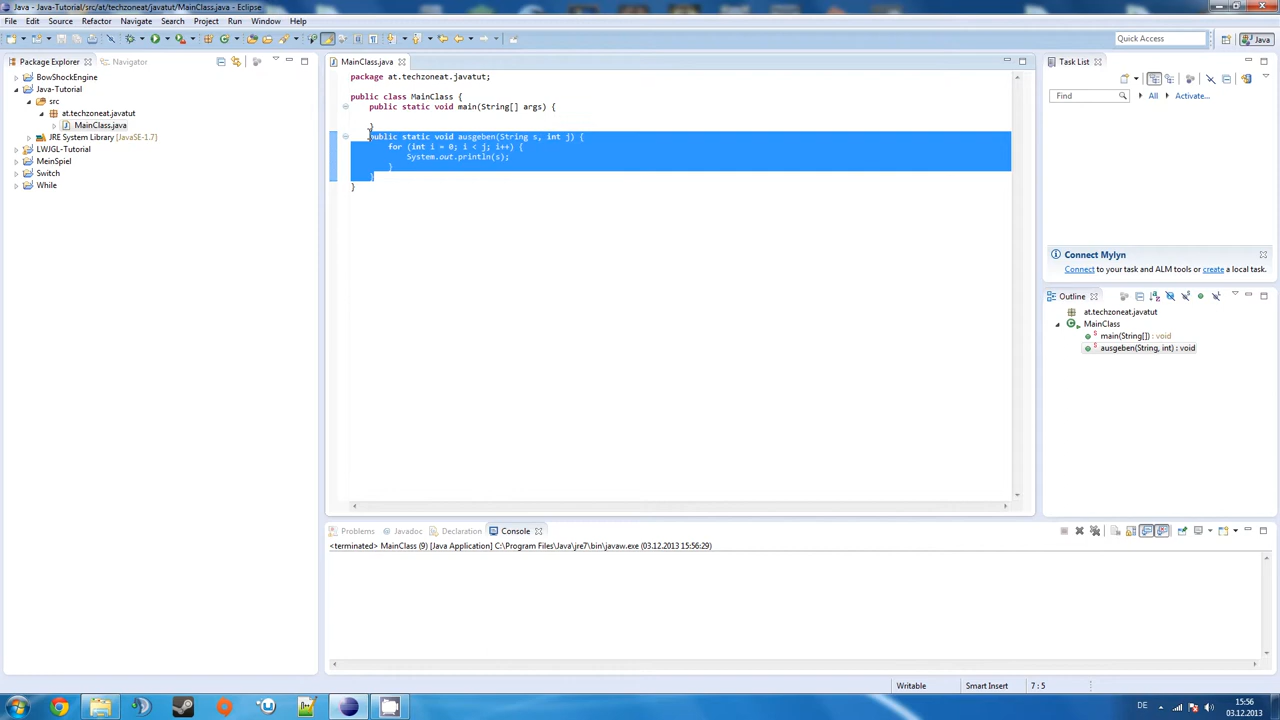 Java - Java-Tutorial/src/at/techzoneat/javatut/MainClass.java - Eclipse
File Edit Source Refactor Navigate Search Project Run Window Help
Quick Access
Java
Package Explorer
Navigator
BowShockEngine
Java-Tutorial
src
at.techzoneat.javatut
MainClass.java
JRE System Library [JavaSE-1.7]
LWJGL-Tutorial
MeinSpiel
Switch
While
MainClass.java
package at.techzoneat.javatut;
public class MainClass {
public static void main(String[] args) {
}
public static void ausgeben(String s, int j) {
for (int i = 0; i < j; i++) {
System.out.println(s);
}
}
}
Task List
Find
All
Activate...
Connect Mylyn
Connect to your task and ALM tools or create a local task.
Outline
at.techzoneat.javatut
MainClass
main(String[]) : void
ausgeben(String, int) : void
Problems
Javadoc
Declaration
Console
<terminated> MainClass (9) [Java Application] C:\Program Files\Java\jre7\bin\javaw.exe (03.12.2013 15:56:29)
Writable
Smart Insert
7 : 5
DE
15:56
03.12.2013